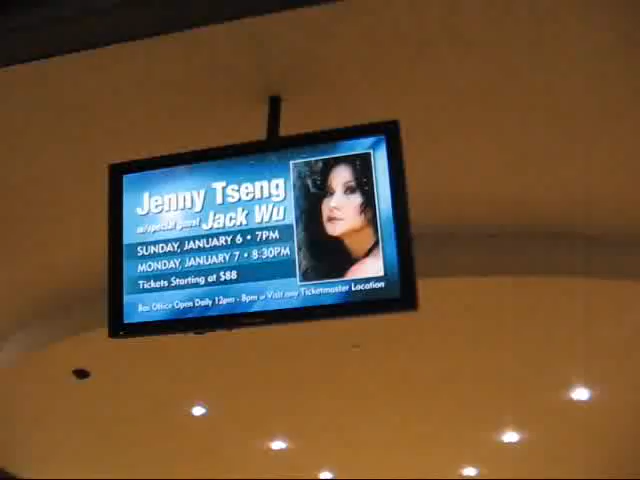 Jenny Tseng
w/special guest Jack Wu
SUNDAY, JANUARY 6 • 7PM
MONDAY, JANUARY 7 • 8:30PM
Tickets Starting at $88
Box Office Open Daily 12pm - 8pm or Visit any Ticketmaster Location